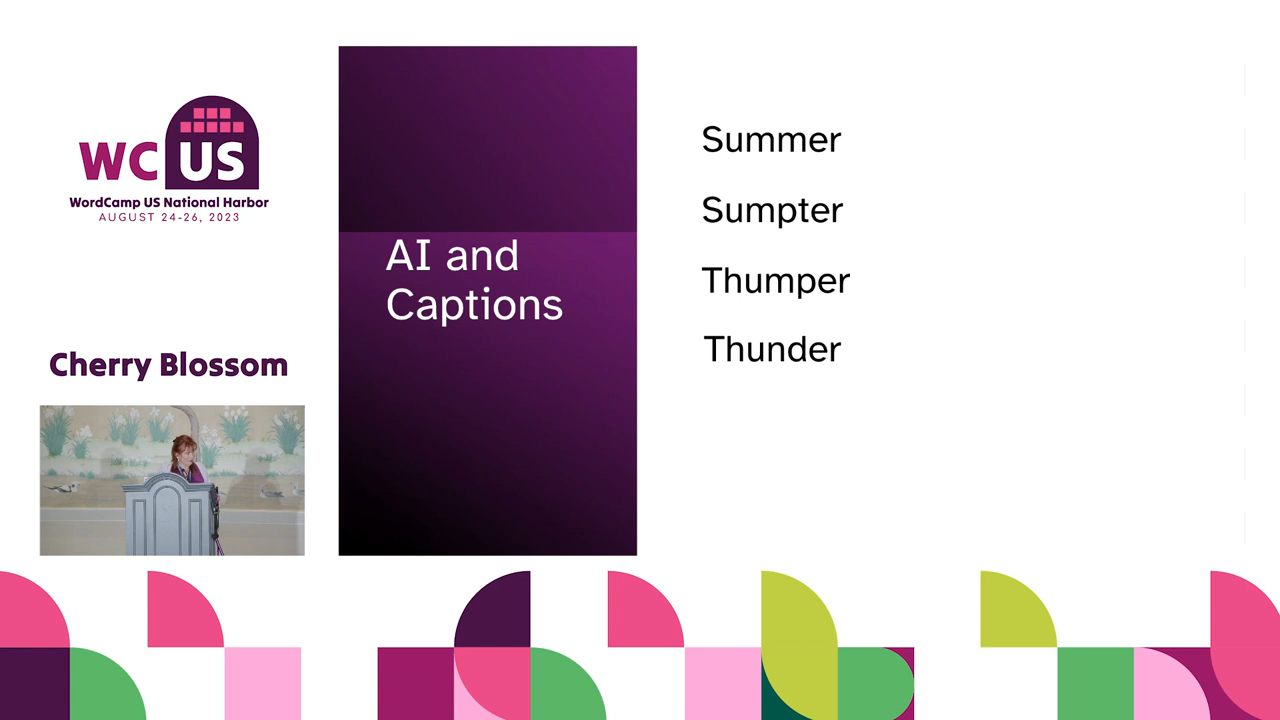 WC US
WordCamp US National Harbor
AUGUST 24-26, 2023
Cherry Blossom
AI and
Captions
Summer
Sumpter
Thumper
Thunder